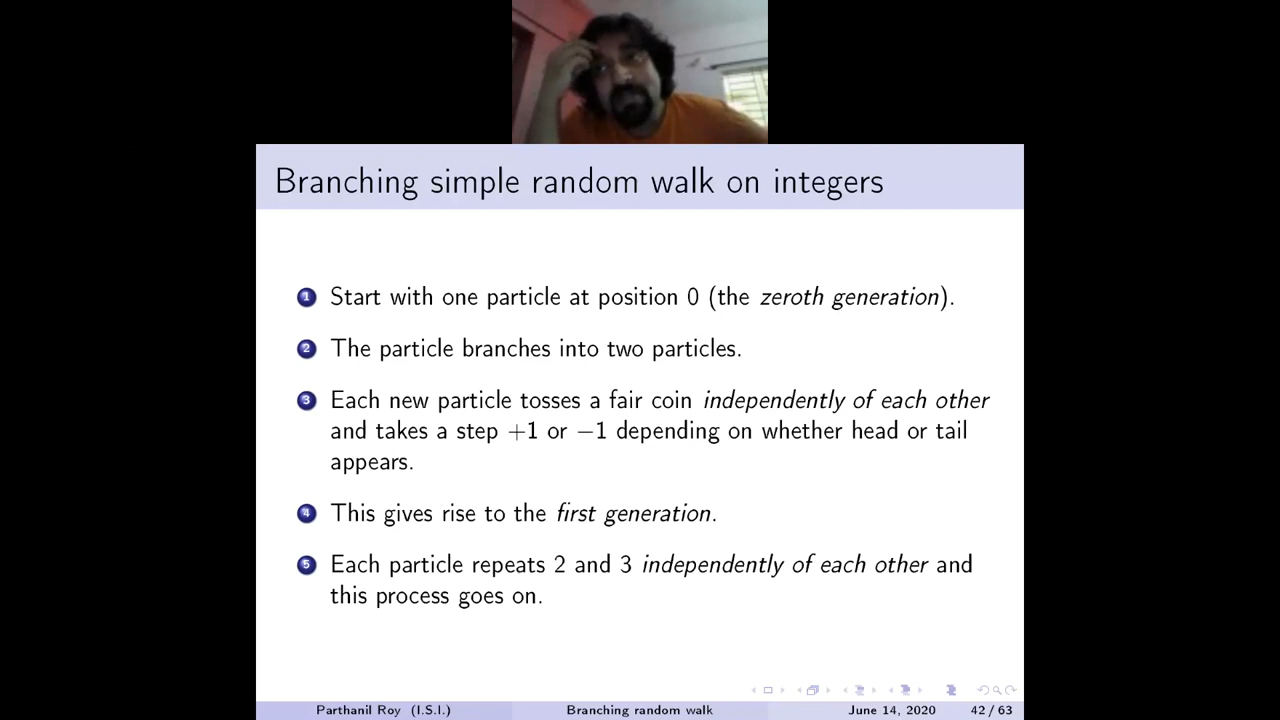 Branching simple random walk on integers
1 Start with one particle at position 0 (the zeroth generation).
2 The particle branches into two particles.
3 Each new particle tosses a fair coin independently of each other
and takes a step +1 or −1 depending on whether head or tail
appears.
4 This gives rise to the first generation.
5 Each particle repeats 2 and 3 independently of each other and
this process goes on.
Parthanil Roy (I.S.I.) Branching random walk June 14, 2020 42 / 63